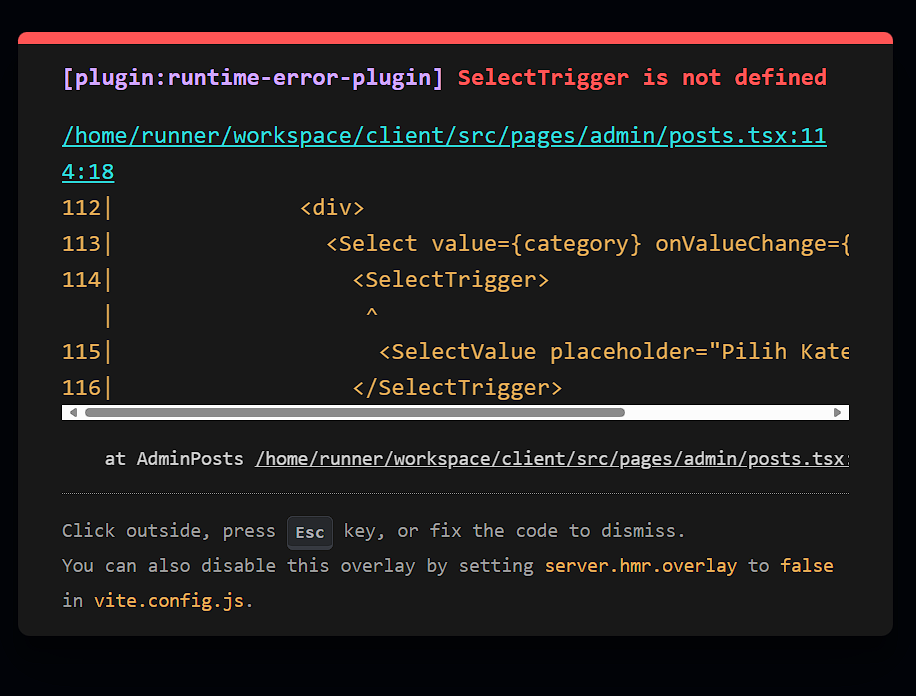 [plugin:runtime-error-plugin] SelectTrigger is not defined
/home/runner/workspace/client/src/pages/admin/posts.tsx:11
4:18
112|              <div>
113|                <Select value={category} onValueChange={
114|                  <SelectTrigger>
   |                   ^
115|                    <SelectValue placeholder="Pilih Kate
116|                  </SelectTrigger>
at AdminPosts /home/runner/workspace/client/src/pages/admin/posts.tsx:
Click outside, press Esc key, or fix the code to dismiss.
You can also disable this overlay by setting server.hmr.overlay to false
in vite.config.js.